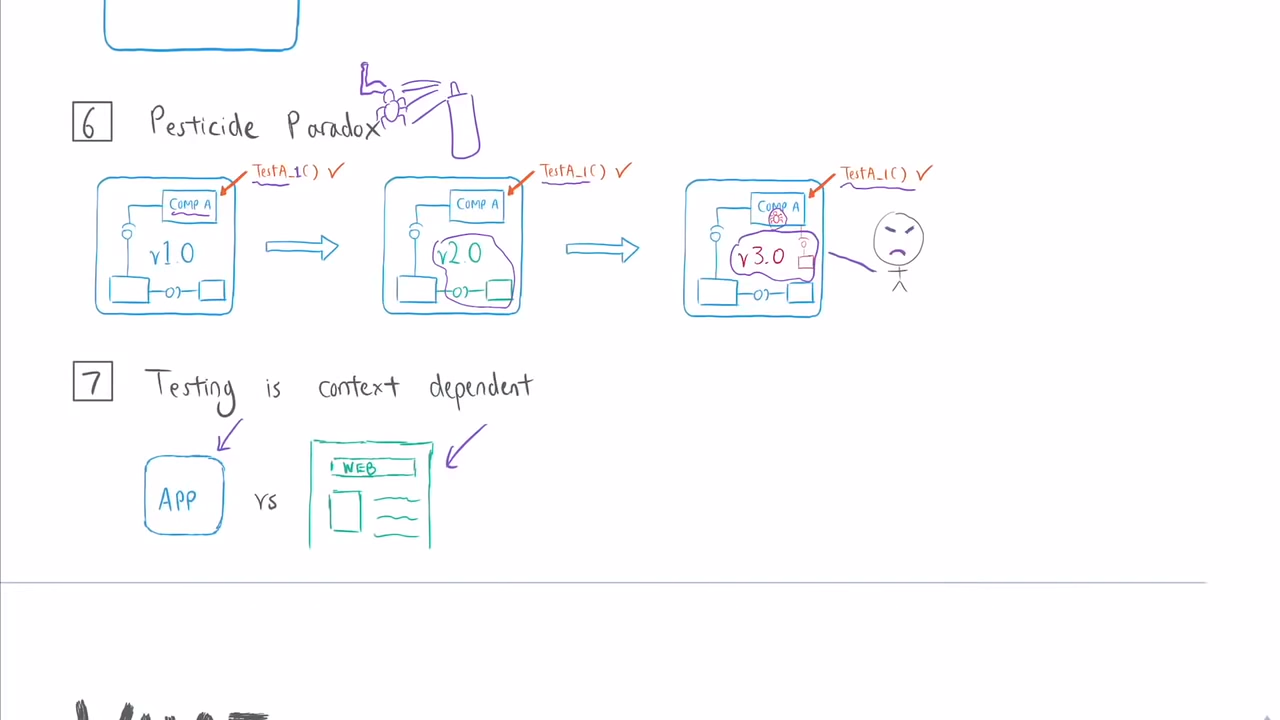 6 Pesticide Paradox
TestA_1() ✓ TestA_1() ✓ TestA_1() ✓
COMP A COMP A COMP A
v1.0 v2.0 v3.0
7 Testing is context dependent
WEB
APP vs